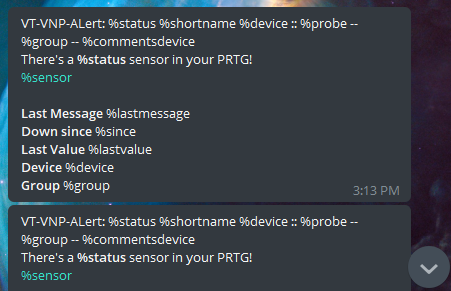 VT-VNP-ALert: %status %shortname %device :: %probe --
%group -- %commentsdevice
There's a %status sensor in your PRTG!
%sensor
Last Message %lastmessage
Down since %since
Last Value %lastvalue
Device %device
Group %group
3:13 PM
VT-VNP-ALert: %status %shortname %device :: %probe --
%group -- %commentsdevice
There's a %status sensor in your PRTG!
%sensor